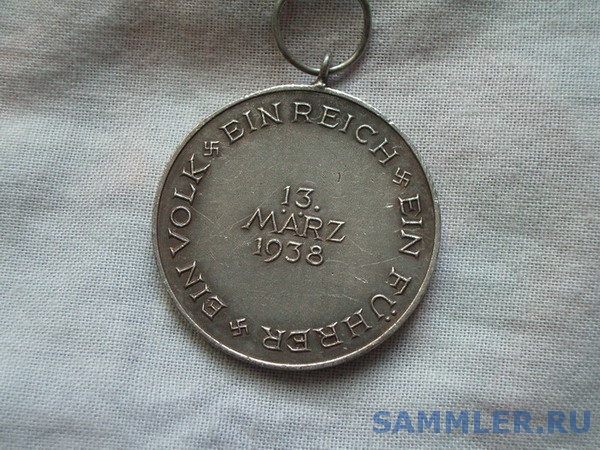 EIN VOLK EIN REICH EIN FÜHRER
13.
MÄRZ
1938
SAMMLER.RU